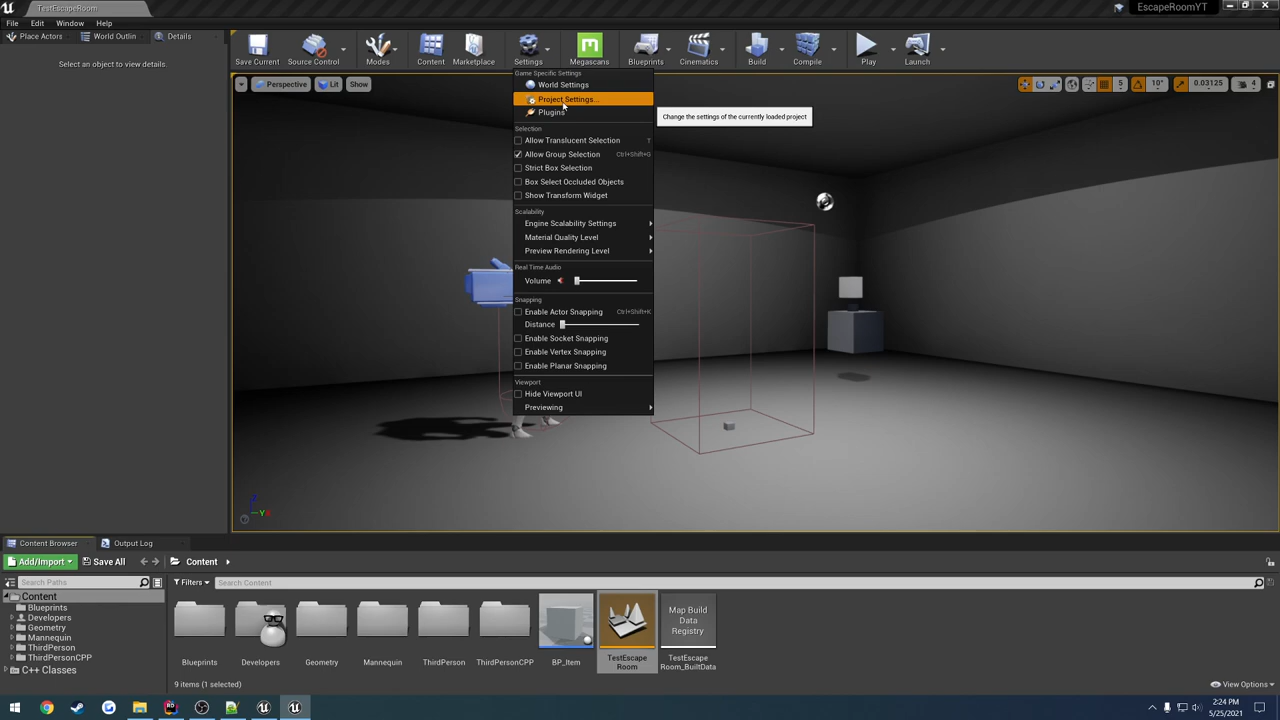 TestEscapeRoom
EscapeRoomYT
File Edit Window Help
Place Actors World Outlin Details
Select an object to view details.
Save Current Source Control Modes Content Marketplace Settings Megascans Blueprints Cinematics Build Compile Play Launch
Perspective Lit Show
5 10° 0.03125
Game Specific Settings
World Settings
Project Settings...
Plugins
Change the settings of the currently loaded project
Selection
Allow Translucent Selection T
Allow Group Selection Ctrl+Shift+G
Strict Box Selection
Box Select Occluded Objects
Show Transform Widget
Scalability
Engine Scalability Settings
Material Quality Level
Preview Rendering Level
Real Time Audio
Volume
Snapping
Enable Actor Snapping Ctrl+Shift+K
Distance
Enable Socket Snapping
Enable Vertex Snapping
Enable Planar Snapping
Viewport
Hide Viewport UI
Previewing
Z
Y
Content Browser Output Log
Add/Import Save All Content
Search Paths
Filters Search Content
Content
Blueprints
Developers
Geometry
Mannequin
ThirdPerson
ThirdPersonCPP
C++ Classes
Map Build
Data
Registry
Blueprints Developers Geometry Mannequin ThirdPerson ThirdPersonCPP BP_Item
TestEscape
Room
TestEscape
Room_BuiltData
9 items (1 selected) View Options
2:24 PM
5/25/2021